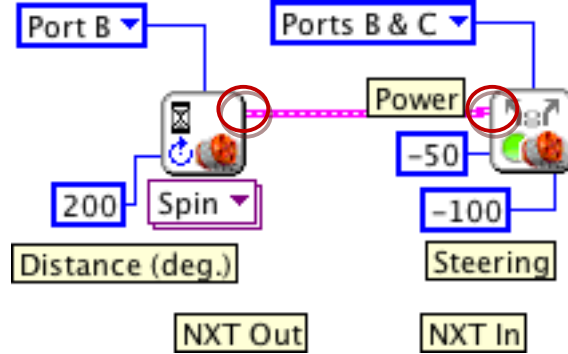 Port B
Ports B & C
Power
-50
200
Spin
-100
Distance (deg.)
Steering
NXT Out
NXT In